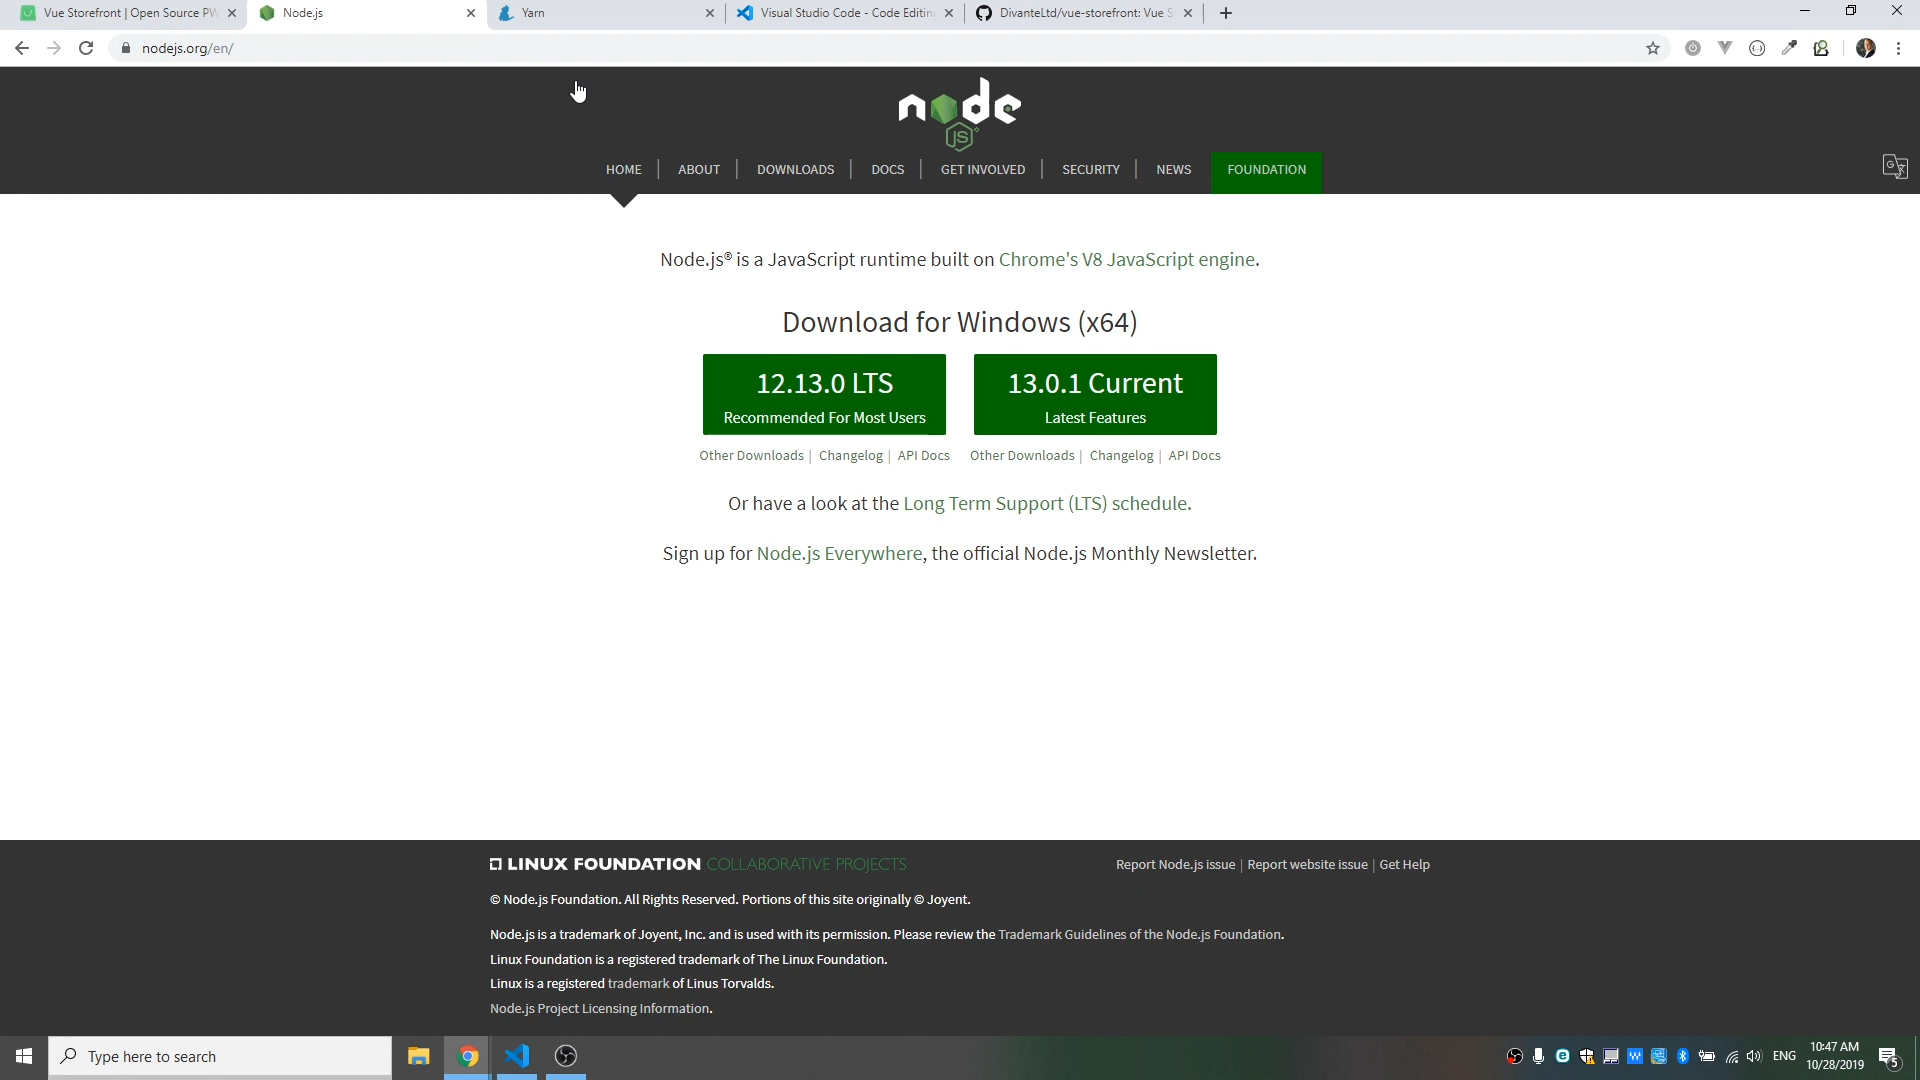 Vue Storefront | Open Source PW
Node.js
Yarn
Visual Studio Code - Code Editin
DivanteLtd/vue-storefront: Vue S
nodejs.org/en/
node
JS
HOME
ABOUT
DOWNLOADS
DOCS
GET INVOLVED
SECURITY
NEWS
FOUNDATION
Node.js® is a JavaScript runtime built on Chrome's V8 JavaScript engine.
Download for Windows (x64)
12.13.0 LTS
Recommended For Most Users
13.0.1 Current
Latest Features
Other Downloads | Changelog | API Docs
Other Downloads | Changelog | API Docs
Or have a look at the Long Term Support (LTS) schedule.
Sign up for Node.js Everywhere, the official Node.js Monthly Newsletter.
LINUX FOUNDATION COLLABORATIVE PROJECTS
Report Node.js issue | Report website issue | Get Help
© Node.js Foundation. All Rights Reserved. Portions of this site originally © Joyent.
Node.js is a trademark of Joyent, Inc. and is used with its permission. Please review the Trademark Guidelines of the Node.js Foundation.
Linux Foundation is a registered trademark of The Linux Foundation.
Linux is a registered trademark of Linus Torvalds.
Node.js Project Licensing Information.
Type here to search
ENG
10:47 AM
10/28/2019
5